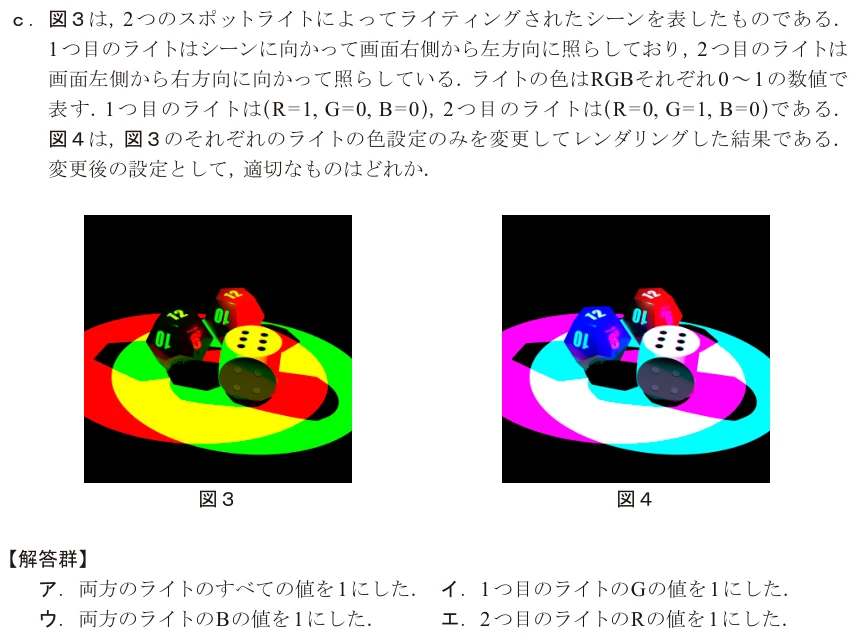 c．図3は，2つのスポットライトによってライティングされたシーンを表したものである．
1つ目のライトはシーンに向かって画面右側から左方向に照らしており，2つ目のライトは
画面左側から右方向に向かって照らしている．ライトの色はRGBそれぞれ0～1の数値で
表す．1つ目のライトは(R=1, G=0, B=0)，2つ目のライトは(R=0, G=1, B=0)である．
図4は，図3のそれぞれのライトの色設定のみを変更してレンダリングした結果である．
変更後の設定として，適切なものはどれか．
12 12
10 10
12 12
10 10
図3 図4
【解答群】
ア．両方のライトのすべての値を1にした． イ．1つ目のライトのGの値を1にした．
ウ．両方のライトのBの値を1にした． エ．2つ目のライトのRの値を1にした．